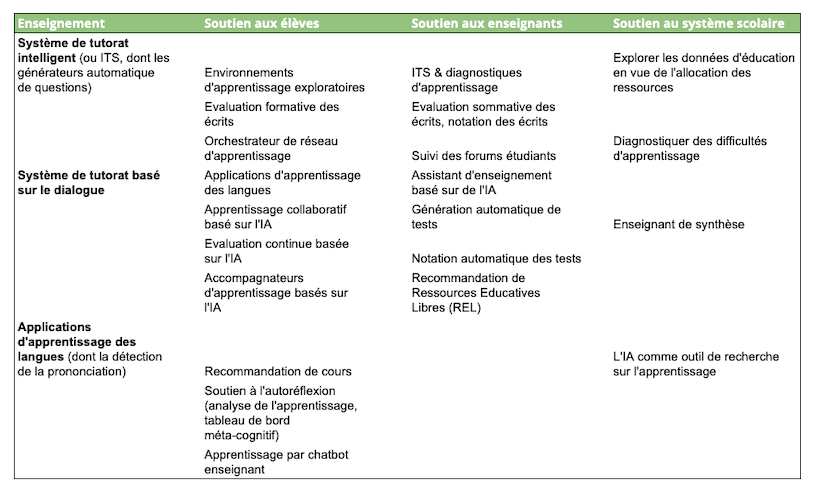 Enseignement Soutien aux élèves Soutien aux enseignants Soutien au système scolaire
Système de tutorat
intelligent (ou ITS, dont les
générateurs automatique
de questions)
Environnements
d'apprentissage exploratoires
ITS & diagnostiques
d'apprentissage
Explorer les données d'éducation
en vue de l'allocation des
ressources
Evaluation formative des
écrits
Evaluation sommative des
écrits, notation des écrits
Orchestrateur de réseau
d'apprentissage
Suivi des forums étudiants
Diagnostiquer des difficultés
d'apprentissage
Système de tutorat basé
sur le dialogue
Applications d'apprentissage
des langues
Assistant d'enseignement
basé sur de l'IA
Apprentissage collaboratif
basé sur l'IA
Génération automatique de
tests
Enseignant de synthèse
Evaluation continue basée
sur l'IA
Notation automatique des tests
Accompagnateurs
d'apprentissage basés sur
l'IA
Recommandation de
Ressources Educatives
Libres (REL)
Applications
d'apprentissage des
langues (dont la détection
de la prononciation)
Recommandation de cours
L'IA comme outil de recherche
sur l'apprentissage
Soutien à l'autoréflexion
(analyse de l'apprentissage,
tableau de bord
méta-cognitif)
Apprentissage par chatbot
enseignant